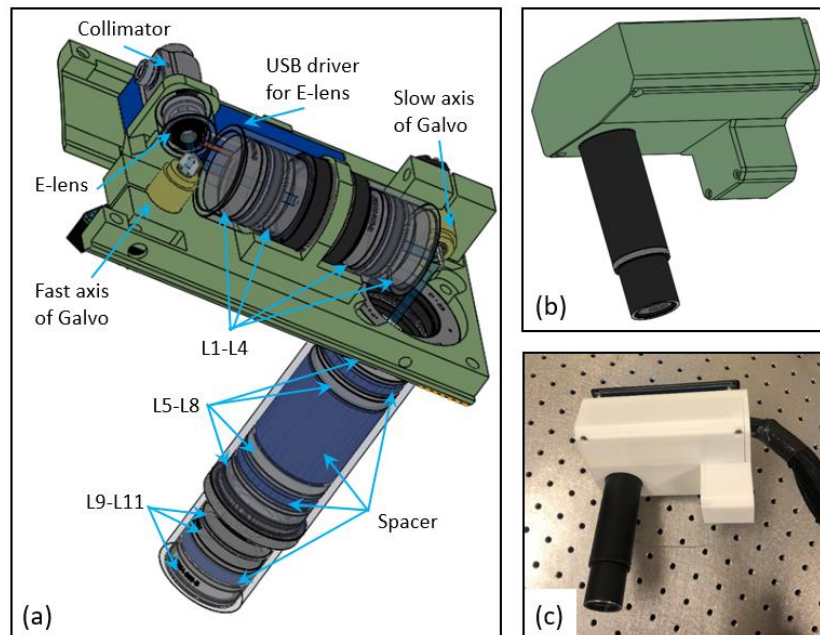 Collimator
USB driver
for E-lens
Slow axis
of Galvo
E-lens
Fast axis
of Galvo
L1-L4
L5-L8
L9-L11
Spacer
(a)
(b)
(c)